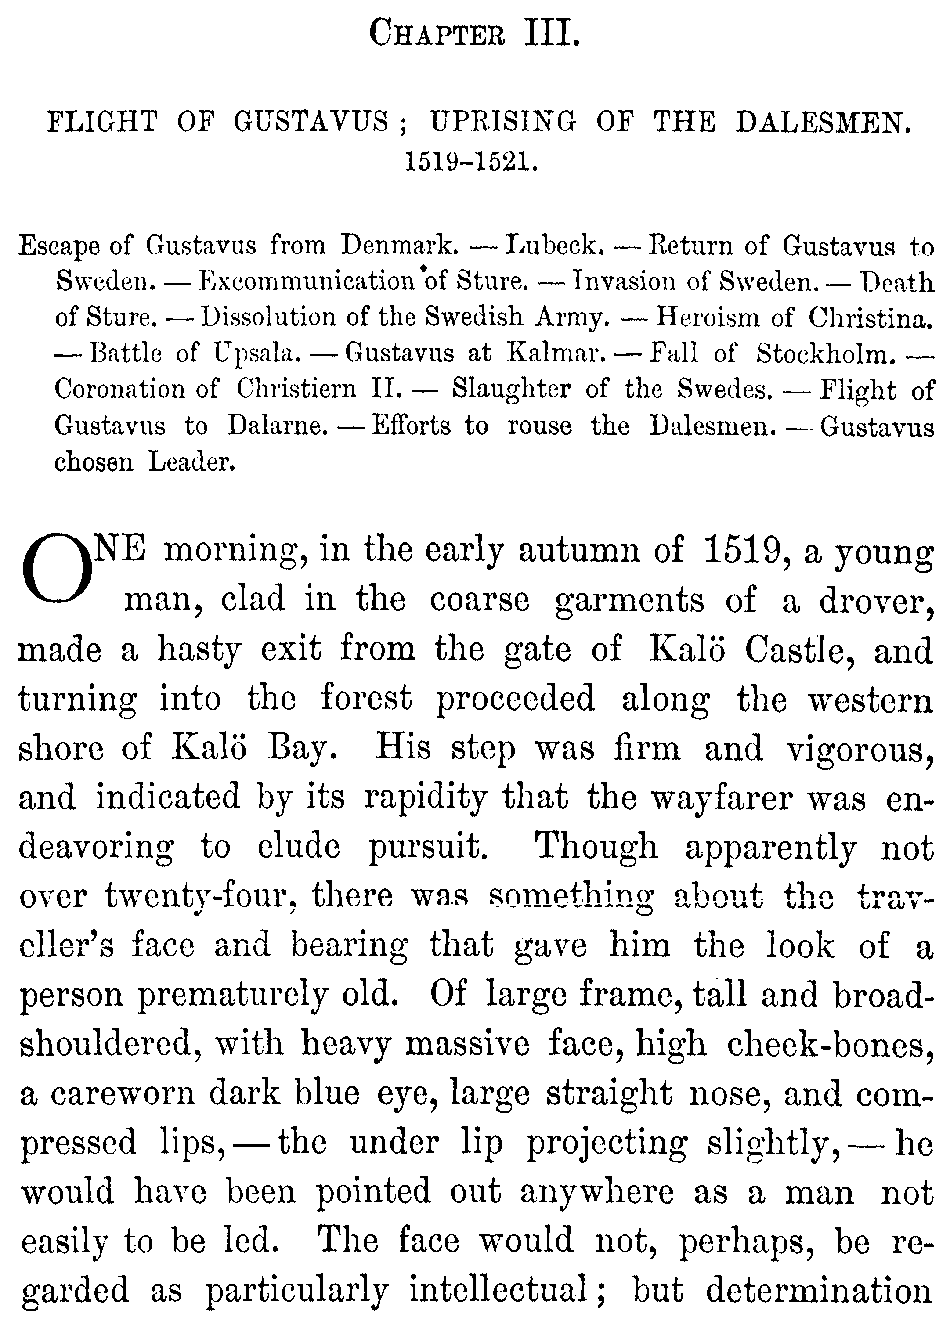 CHAPTER III.
FLIGHT OF GUSTAVUS; UPRISING OF THE DALESMEN.
1519–1521.
Escape of Gustavus from Denmark. — Lubeck. — Return of Gustavus to
Sweden. — Excommunication of Sture. — Invasion of Sweden. — Death
of Sture. — Dissolution of the Swedish Army. — Heroism of Christina.
— Battle of Upsala. — Gustavus at Kalmar. — Fall of Stockholm. —
Coronation of Christiern II. — Slaughter of the Swedes. — Flight of
Gustavus to Dalarne. — Efforts to rouse the Dalesmen. — Gustavus
chosen Leader.
ONE morning, in the early autumn of 1519, a young
man, clad in the coarse garments of a drover,
made a hasty exit from the gate of Kalö Castle, and
turning into the forest proceeded along the western
shore of Kalö Bay. His step was firm and vigorous,
and indicated by its rapidity that the wayfarer was en-
deavoring to elude pursuit. Though apparently not
over twenty-four, there was something about the trav-
eller's face and bearing that gave him the look of a
person prematurely old. Of large frame, tall and broad-
shouldered, with heavy massive face, high cheek-bones,
a careworn dark blue eye, large straight nose, and com-
pressed lips, — the under lip projecting slightly, — he
would have been pointed out anywhere as a man not
easily to be led. The face would not, perhaps, be re-
garded as particularly intellectual; but determination